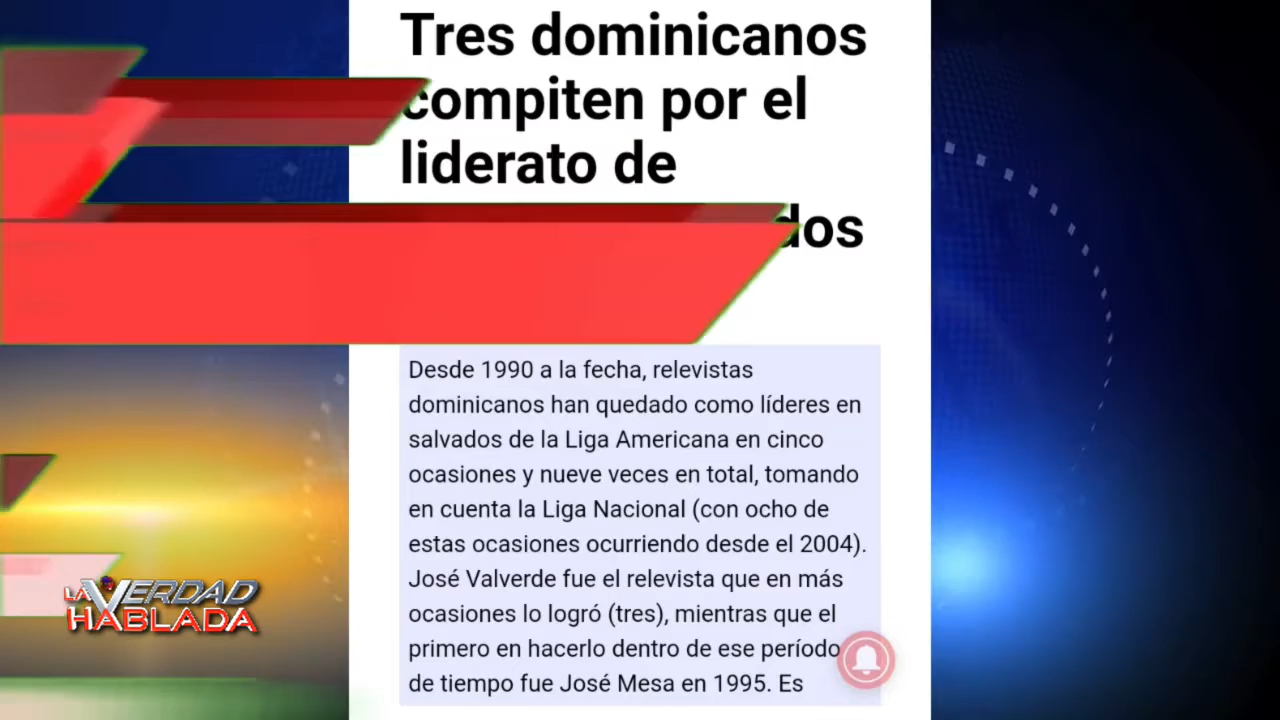 Tres dominicanos
compiten por el
liderato de
Desde 1990 a la fecha, relevistas
dominicanos han quedado como líderes en
salvados de la Liga Americana en cinco
ocasiones y nueve veces en total, tomando
en cuenta la Liga Nacional (con ocho de
estas ocasiones ocurriendo desde el 2004).
José Valverde fue el relevista que en más
ocasiones lo logró (tres), mientras que el
primero en hacerlo dentro de ese período
de tiempo fue José Mesa en 1995. Es
LA VERDAD
HABLADA